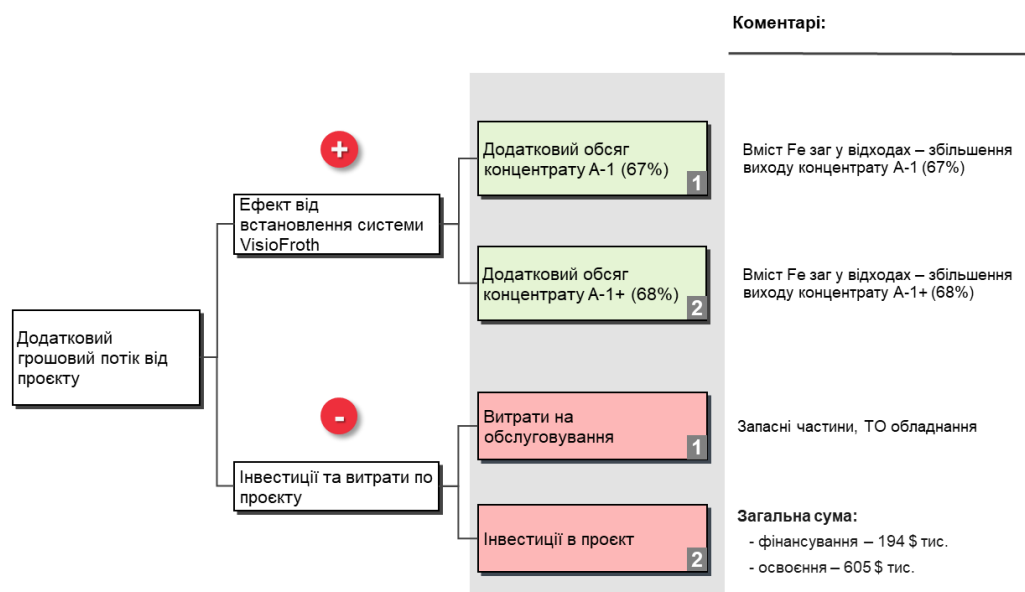 Коментарі:
+
Додатковий обсяг
концентрату А-1 (67%)
1
Вміст Fe заг у відходах – збільшення
виходу концентрату А-1 (67%)
Ефект від
встановлення системи
VisioFroth
Додатковий обсяг
концентрату А-1+ (68%)
2
Вміст Fe заг у відходах – збільшення
виходу концентрату А-1+ (68%)
Додатковий
грошовий потік від
проєкту
-
Витрати на
обслуговування
1
Запасні частини, ТО обладнання
Інвестиції та витрати по
проєкту
Інвестиції в проєкт
2
Загальна сума:
- фінансування – 194 $ тис.
- освоєння – 605 $ тис.